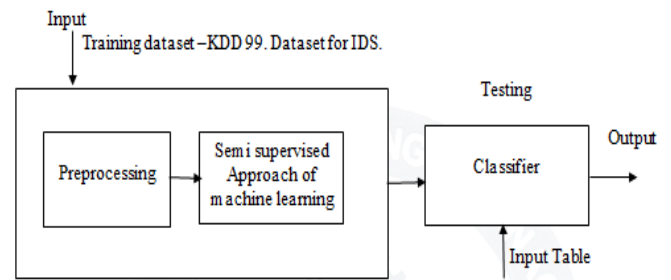 Input
Training dataset –KDD 99. Dataset for IDS.
Testing
Preprocessing
Semi supervised
Approach of
machine learning
Classifier
Output
Input Table